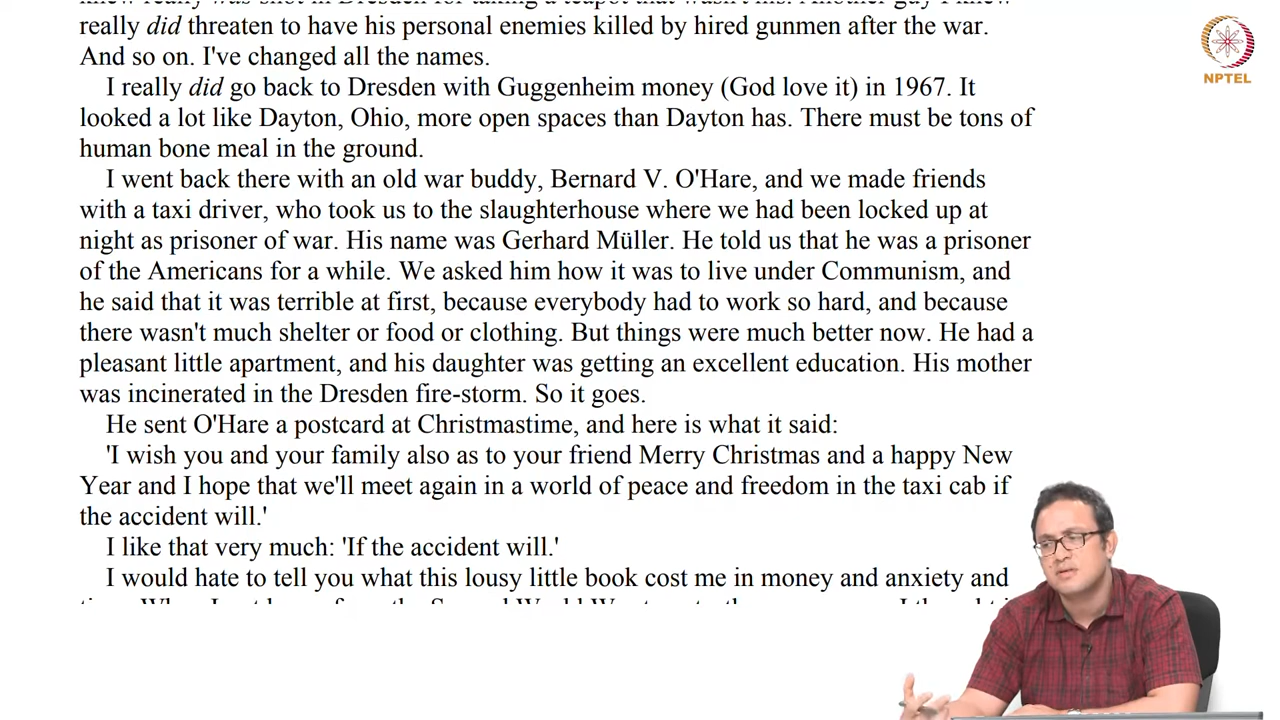 really did threaten to have his personal enemies killed by hired gunmen after the war.
And so on. I've changed all the names.
I really did go back to Dresden with Guggenheim money (God love it) in 1967. It
looked a lot like Dayton, Ohio, more open spaces than Dayton has. There must be tons of
human bone meal in the ground.
I went back there with an old war buddy, Bernard V. O'Hare, and we made friends
with a taxi driver, who took us to the slaughterhouse where we had been locked up at
night as prisoner of war. His name was Gerhard Müller. He told us that he was a prisoner
of the Americans for a while. We asked him how it was to live under Communism, and
he said that it was terrible at first, because everybody had to work so hard, and because
there wasn't much shelter or food or clothing. But things were much better now. He had a
pleasant little apartment, and his daughter was getting an excellent education. His mother
was incinerated in the Dresden fire-storm. So it goes.
He sent O'Hare a postcard at Christmastime, and here is what it said:
'I wish you and your family also as to your friend Merry Christmas and a happy New
Year and I hope that we'll meet again in a world of peace and freedom in the taxi cab if
the accident will.'
I like that very much: 'If the accident will.'
I would hate to tell you what this lousy little book cost me in money and anxiety and
NPTEL